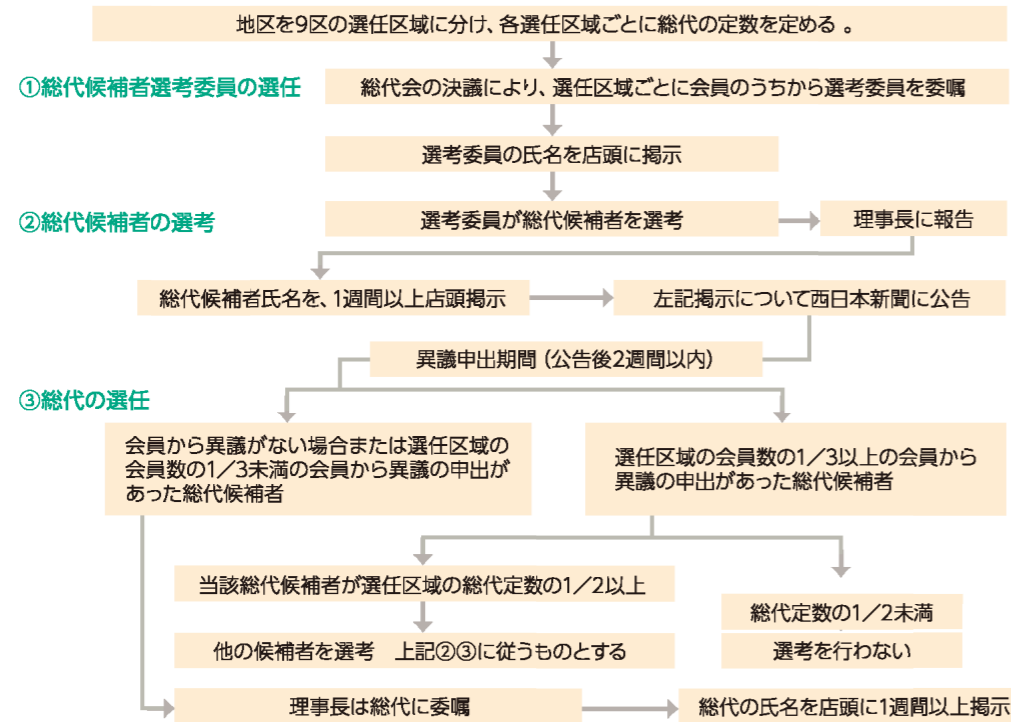 地区を9区の選任区域に分け、各選任区域ごとに総代の定数を定める 。
①総代候補者選考委員の選任
総代会の決議により、選任区域ごとに会員のうちから選考委員を委嘱
選考委員の氏名を店頭に掲示
②総代候補者の選考
選考委員が総代候補者を選考
理事長に報告
総代候補者氏名を、1週間以上店頭掲示
左記掲示について西日本新聞に公告
異議申出期間（公告後2週間以内）
③総代の選任
会員から異議がない場合または選任区域の
会員数の1／3未満の会員から異議の申出が
あった総代候補者
選任区域の会員数の1／3以上の会員から
異議の申出があった総代候補者
当該総代候補者が選任区域の総代定数の1／2以上
総代定数の1／2未満
他の候補者を選考　上記②③に従うものとする
選考を行わない
理事長は総代に委嘱
総代の氏名を店頭に1週間以上掲示